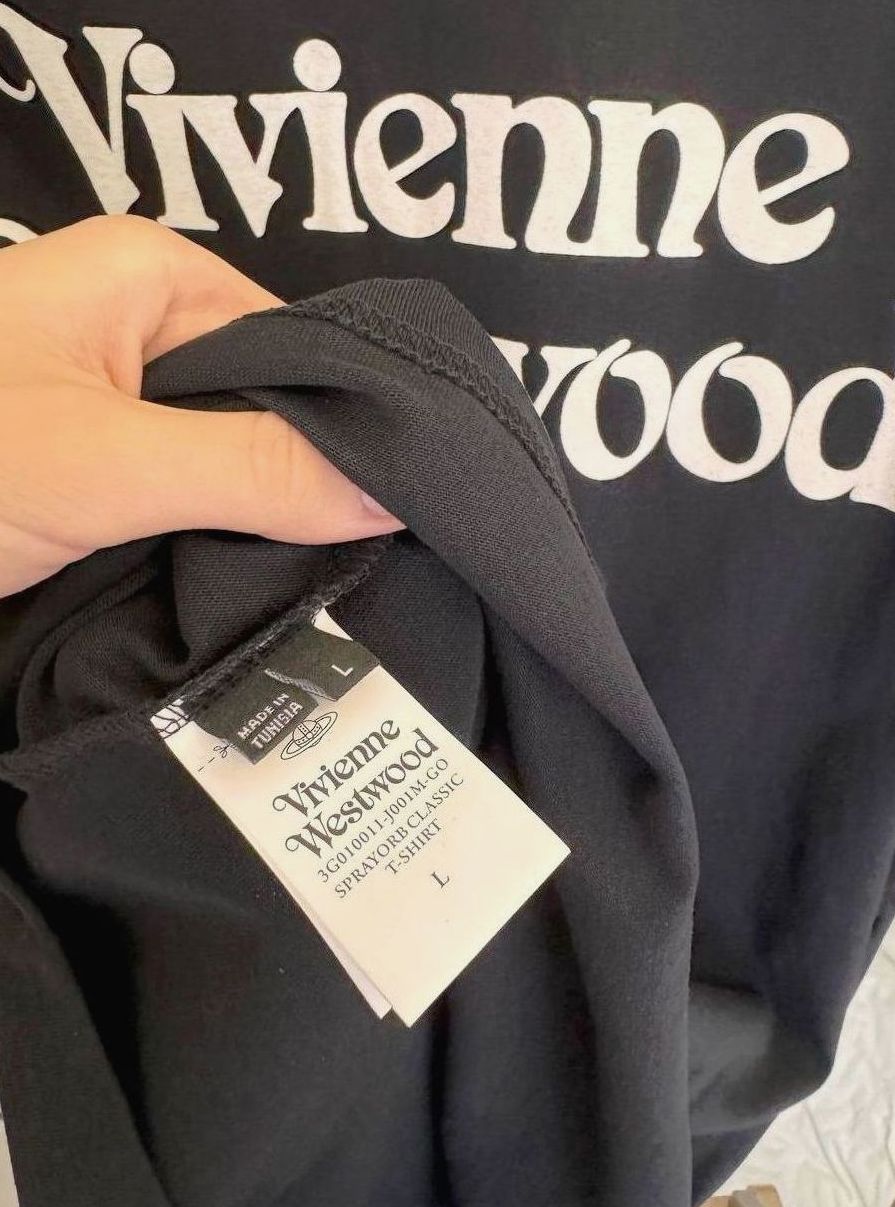 Vivienne
wood
L
MADE IN
TUNISIA
Vivienne
Westwood
3G010011-J001M-GO
SPRAYORB CLASSIC
T-SHIRT
L